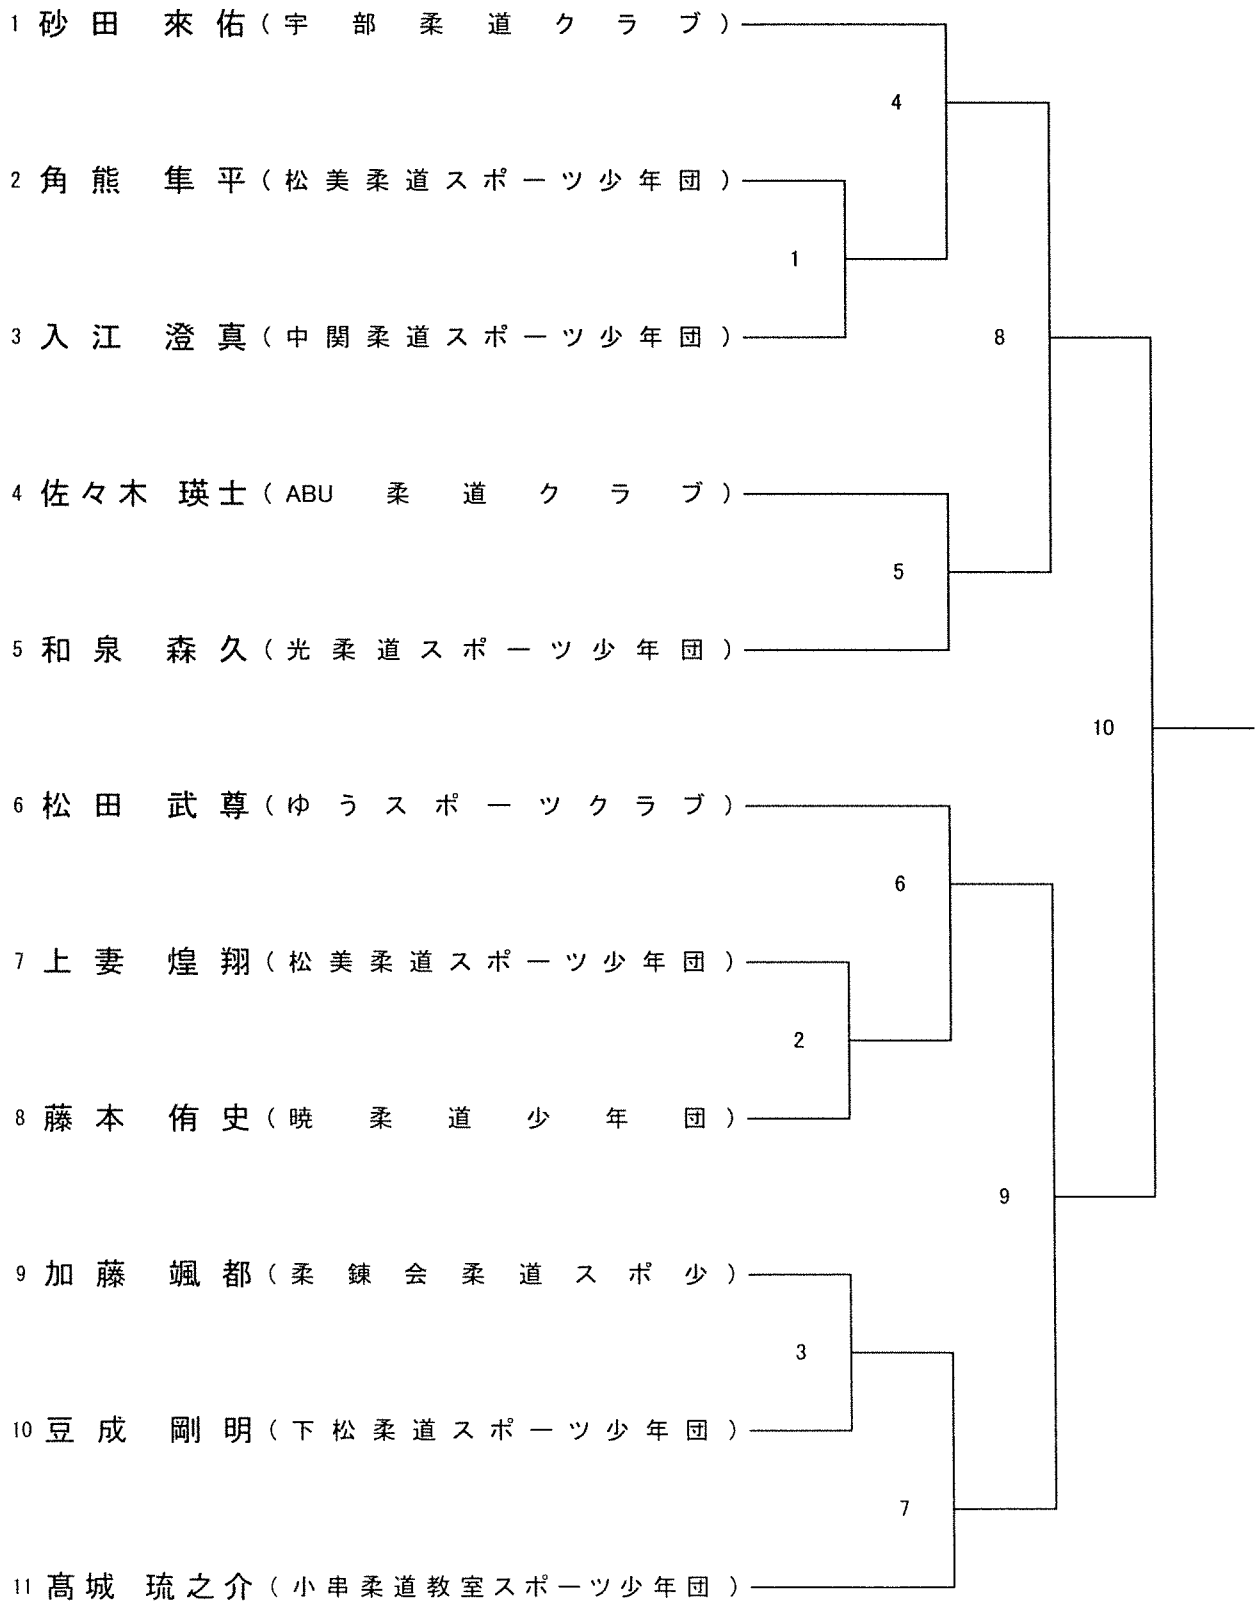 1 砂田 來佑 (宇部柔道クラブ)
4
2 角熊 隼平 (松美柔道スポーツ少年団)
1
3 入江 澄真 (中関柔道スポーツ少年団)
8
4 佐々木 瑛士 (ABU柔道クラブ)
5
5 和泉 森久 (光柔道スポーツ少年団)
10
6 松田 武尊 (ゆうスポーツクラブ)
6
7 上妻 煌翔 (松美柔道スポーツ少年団)
2
8 藤本 侑史 (暁柔道少年団)
9
9 加藤 颯都 (柔錬会柔道スポ少)
3
10 豆成 剛明 (下松柔道スポーツ少年団)
7
11 髙城 琉之介 (小串柔道教室スポーツ少年団)